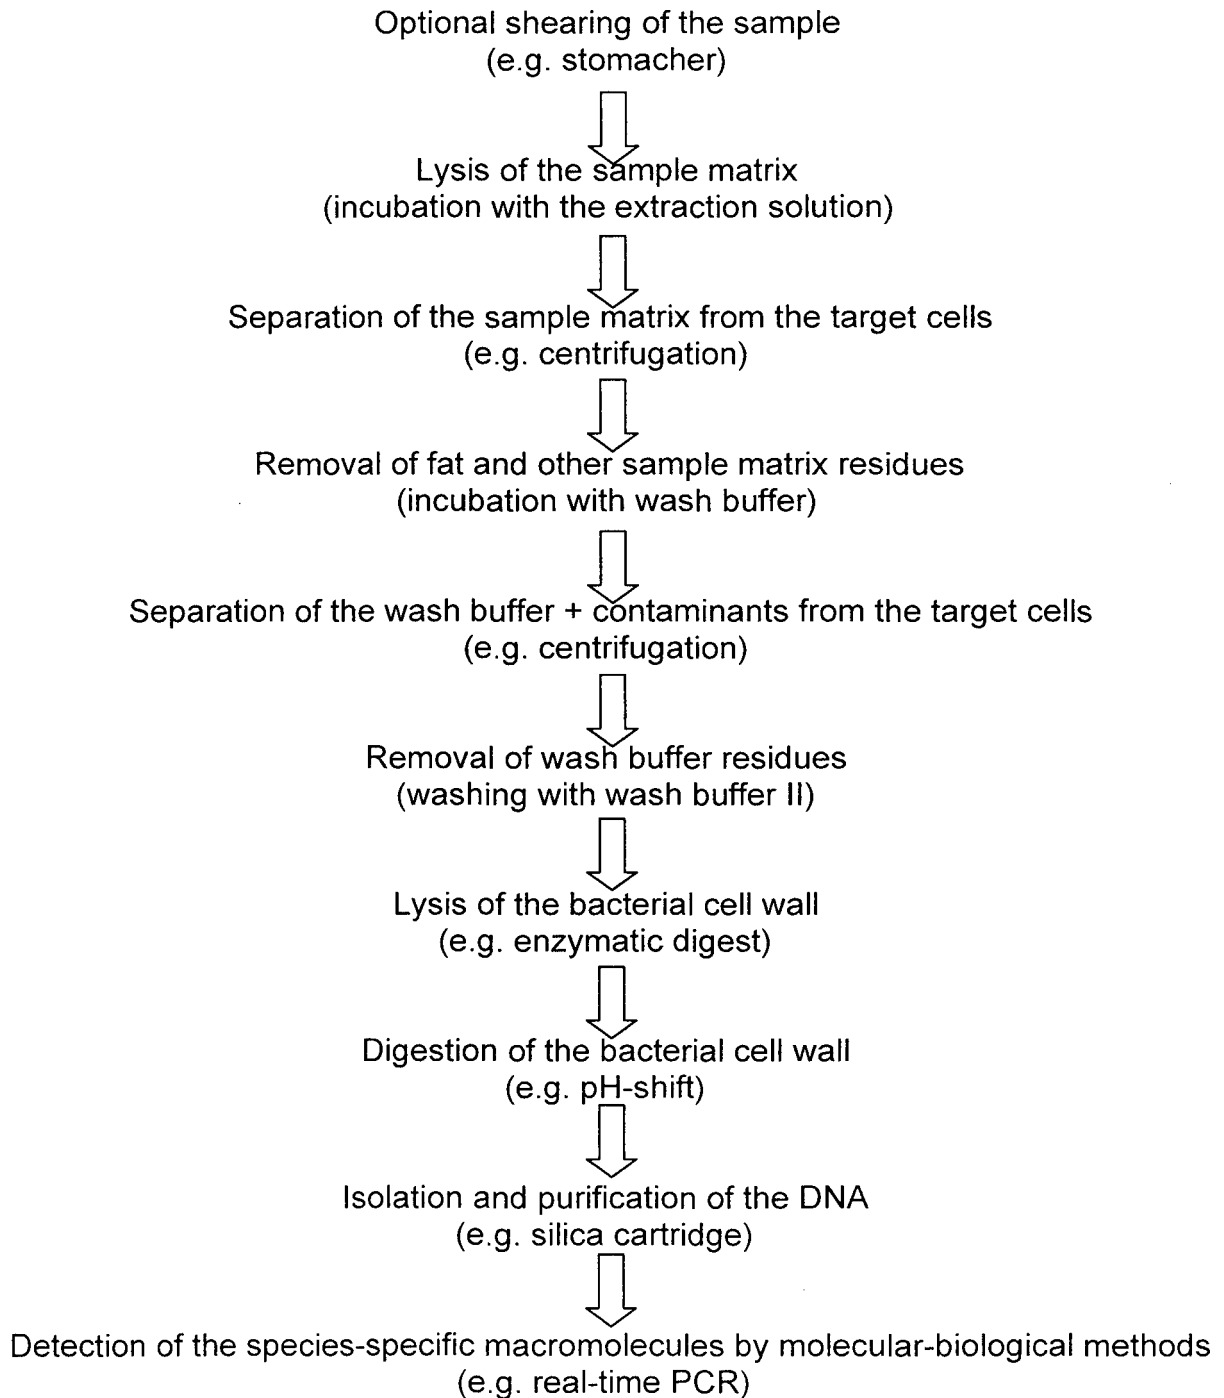 Optional shearing of the sample
(e.g. stomacher)
Lysis of the sample matrix
(incubation with the extraction solution)
Separation of the sample matrix from the target cells
(e.g. centrifugation)
Removal of fat and other sample matrix residues
(incubation with wash buffer)
Separation of the wash buffer + contaminants from the target cells
(e.g. centrifugation)
Removal of wash buffer residues
(washing with wash buffer II)
Lysis of the bacterial cell wall
(e.g. enzymatic digest)
Digestion of the bacterial cell wall
(e.g. pH-shift)
Isolation and purification of the DNA
(e.g. silica cartridge)
Detection of the species-specific macromolecules by molecular-biological methods
(e.g. real-time PCR)